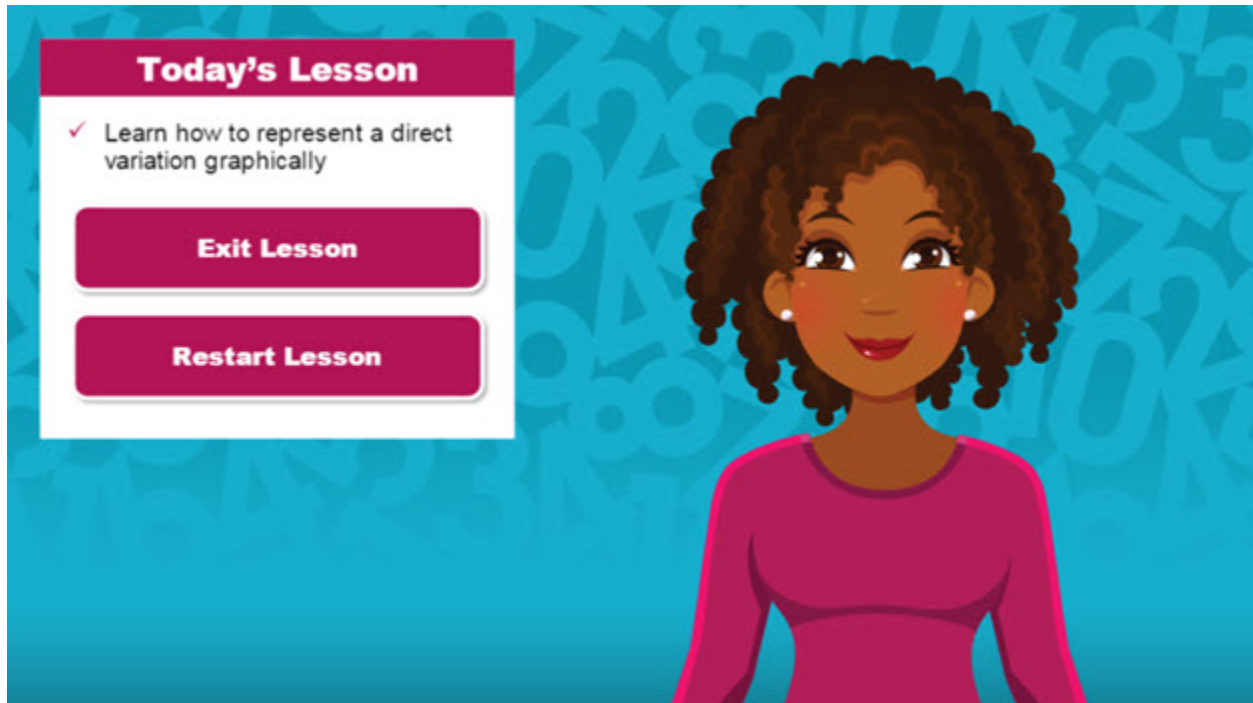 Today's Lesson
✓ Learn how to represent a direct
variation graphically
Exit Lesson
Restart Lesson